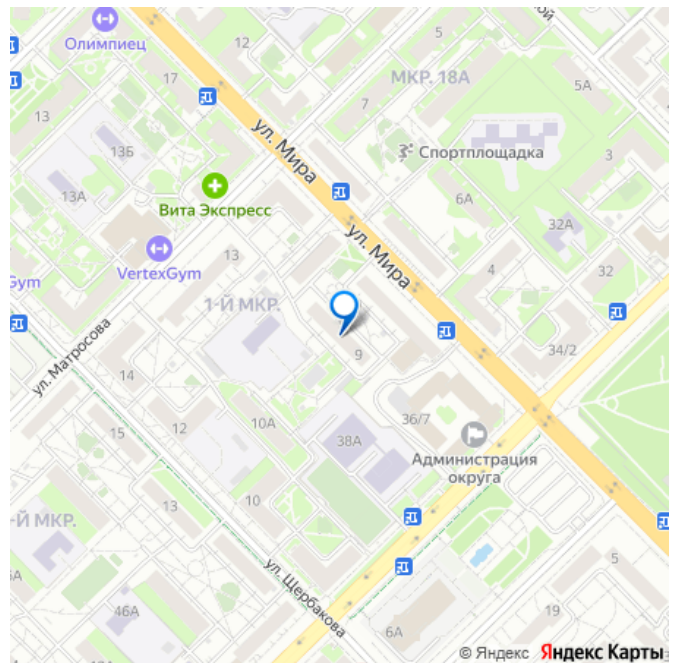 Олимпиец
12
5
ой
17
МКР. 18А
5А
7
13
ул. Мира
13Б
Спортплощадка
3
13А
6А
Вита Экспресс
32А
ул. Мира
13
VertexGym
4
32
Gym
1-Й МКР.
ул. Матросова
9
34/2
14
36/7
12
10А
15
38А
Администрация
округа
13
10
-Й МКР.
5
ул. Щербакова
А
46А
19
6А
© Яндекс Яндекс Карты